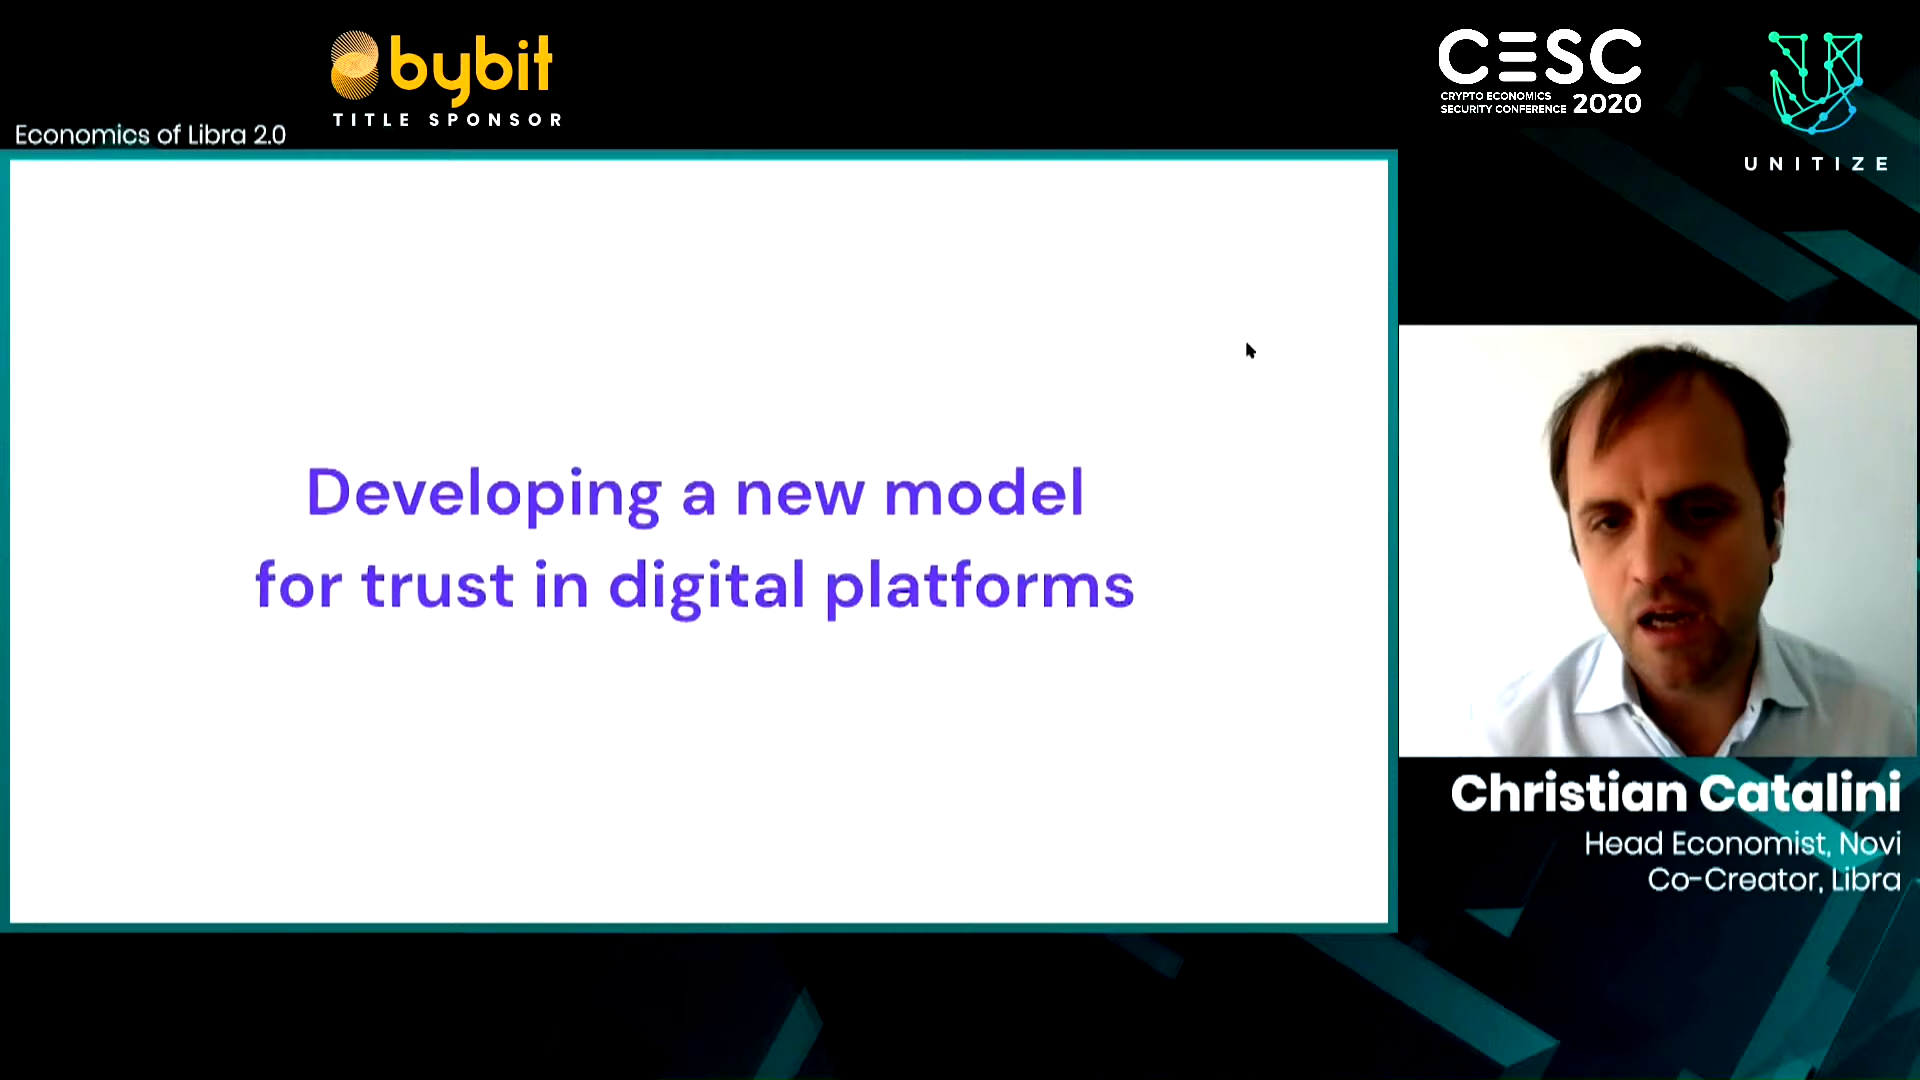 bybit
TITLE SPONSOR
Economics of Libra 2.0
CESC
CRYPTO ECONOMICS
SECURITY CONFERENCE 2020
UNITIZE
Developing a new model
for trust in digital platforms
Christian Catalini
Head Economist, Novi
Co-Creator, Libra